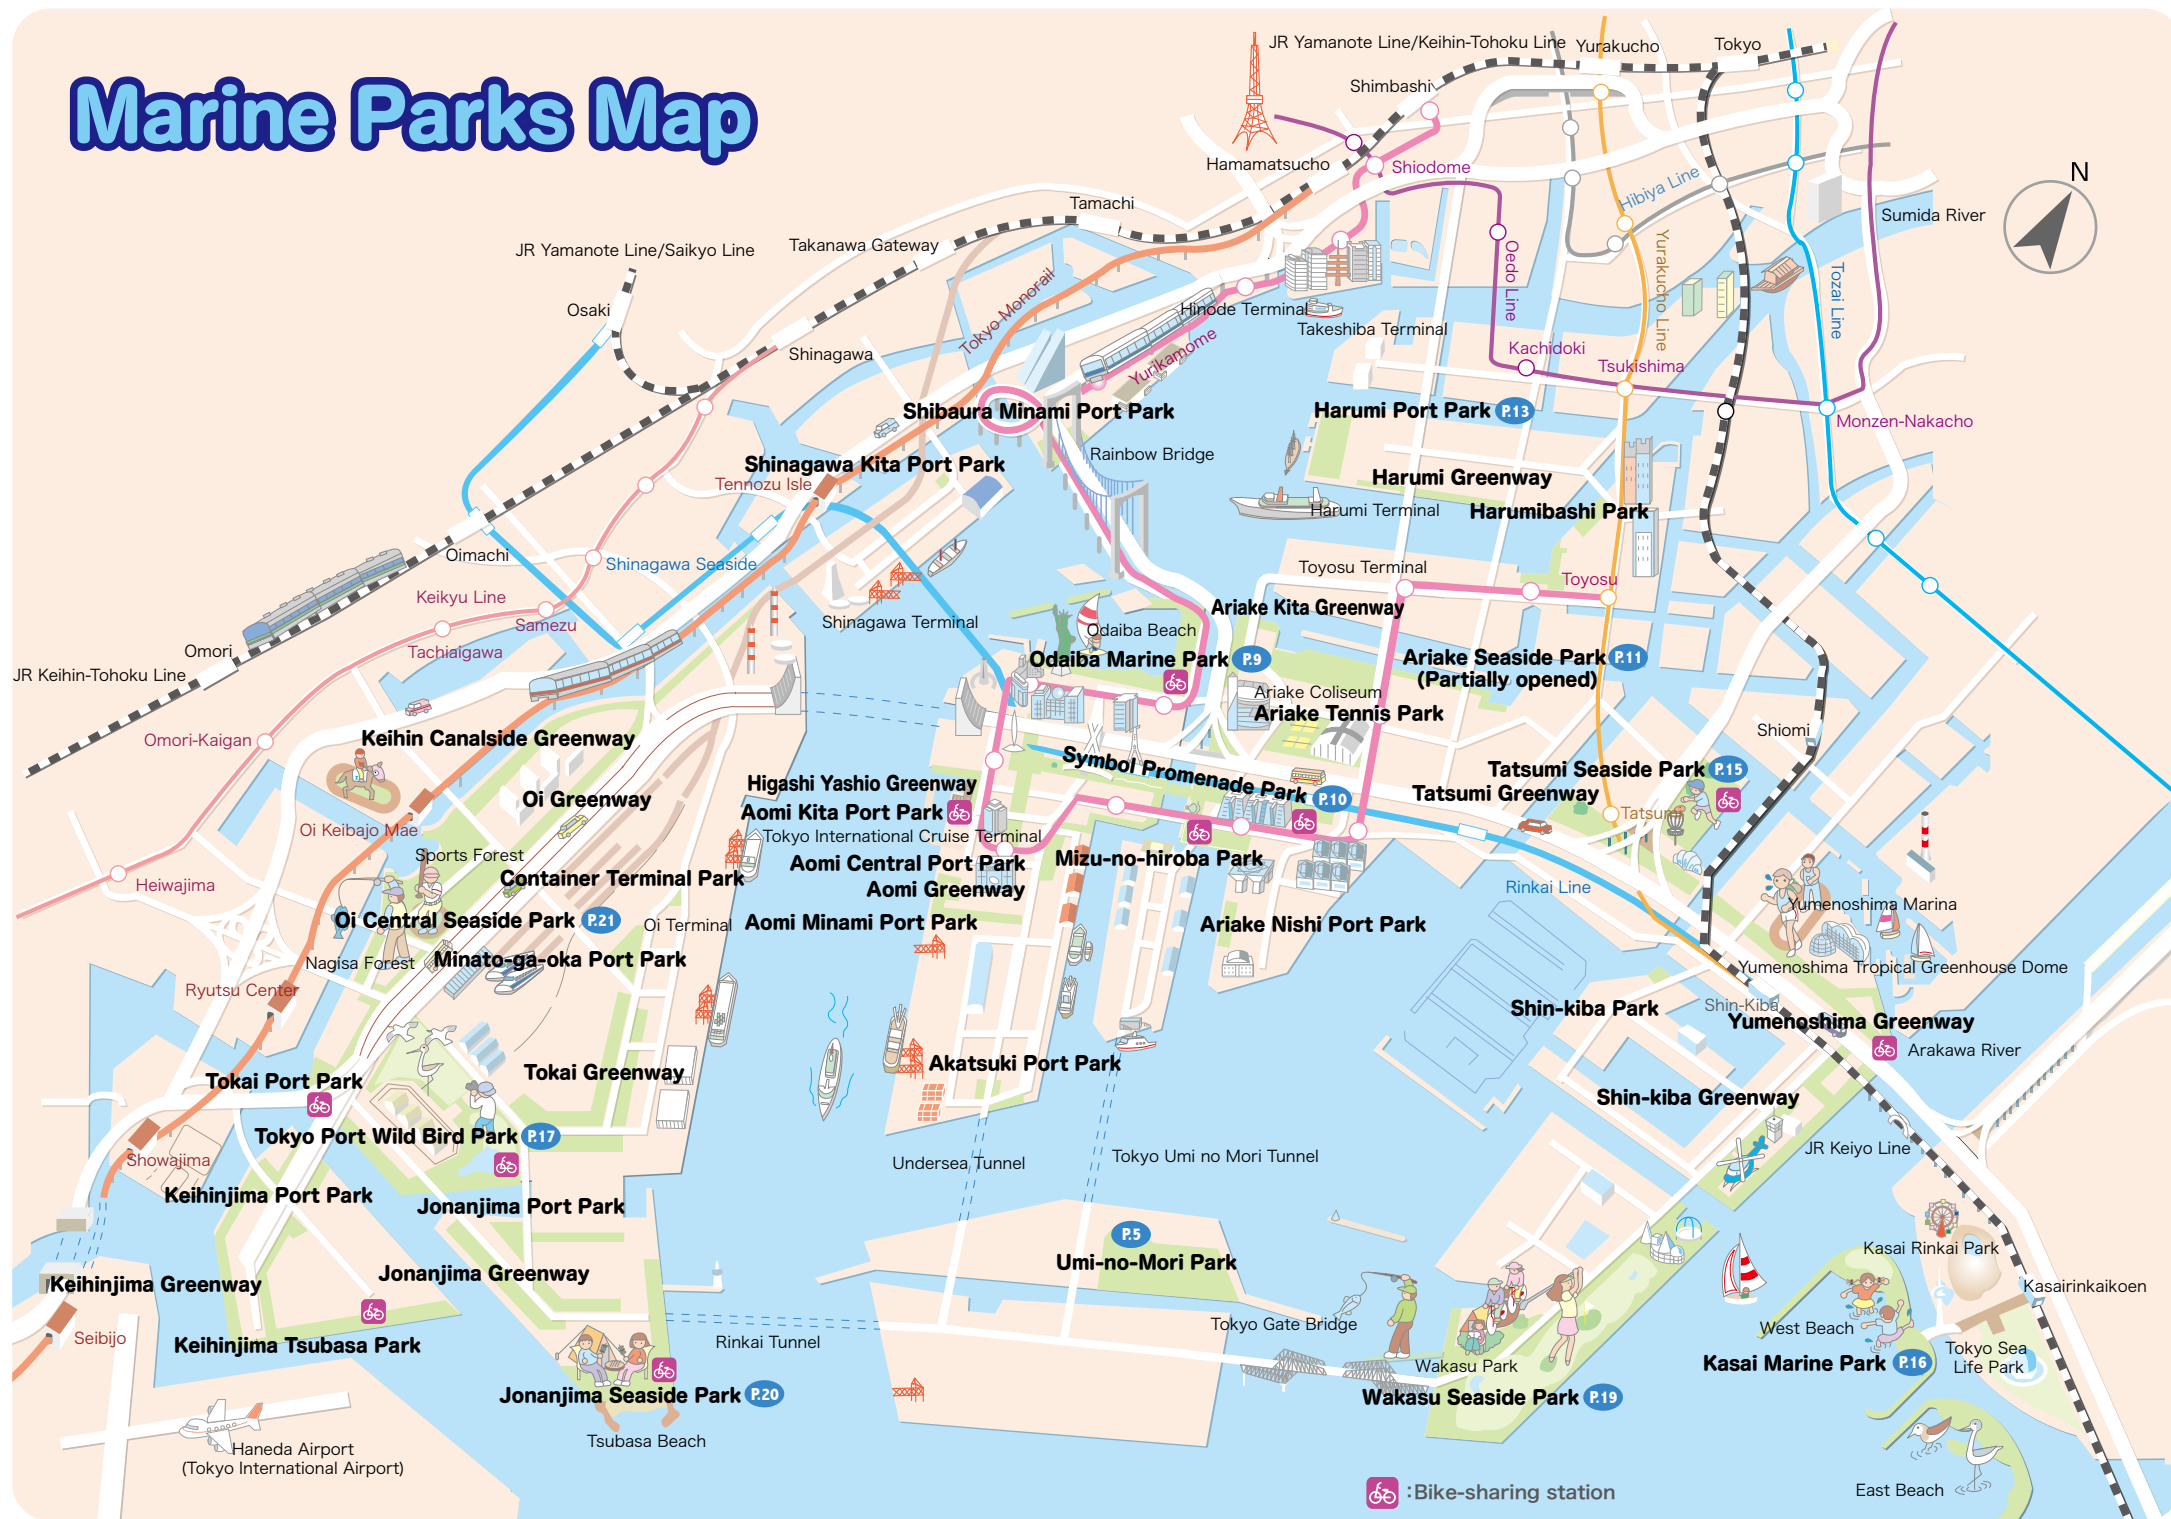 Marine Parks Map
JR Yamanote Line/Keihin-Tohoku Line
Yurakucho
Tokyo
Shimbashi
Hamamatsucho
Shiodome
N
Hibiya Line
Sumida River
Tamachi
Takanawa Gateway
JR Yamanote Line/Saikyo Line
Oedo Line
Yurakucho Line
Tozai Line
Tokyo Monorail
Osaki
Hinode Terminal
Takeshiba Terminal
Shinagawa
Yurikamome
Kachidoki
Tsukishima
Shibaura Minami Port Park
Harumi Port Park P.13
Monzen-Nakacho
Rainbow Bridge
Shinagawa Kita Port Park
Tennozu Isle
Harumi Greenway
Harumi Terminal
Harumibashi Park
Oimachi
Shinagawa Seaside
Toyosu Terminal
Toyosu
Keikyu Line
Samezu
Shinagawa Terminal
Ariake Kita Greenway
Odaiba Beach
Omori
Tachiaigawa
JR Keihin-Tohoku Line
Odaiba Marine Park P.9
Ariake Seaside Park P.11
(Partially opened)
Ariake Coliseum
Ariake Tennis Park
Shiomi
Omori-Kaigan
Keihin Canalside Greenway
Symbol Promenade Park P.10
Tatsumi Seaside Park P.15
Higashi Yashio Greenway
Tatsumi Greenway
Oi Greenway
Aomi Kita Port Park
Tatsumi
Oi Keibajo Mae
Tokyo International Cruise Terminal
Sports Forest
Aomi Central Port Park
Mizu-no-hiroba Park
Container Terminal Park
Heiwajima
Aomi Greenway
Rinkai Line
Yumenoshima Marina
Oi Central Seaside Park P.21
Oi Terminal
Aomi Minami Port Park
Ariake Nishi Port Park
Nagisa Forest
Minato-ga-oka Port Park
Yumenoshima Tropical Greenhouse Dome
Ryutsu Center
Shin-kiba Park
Shin-Kiba
Yumenoshima Greenway
Arakawa River
Tokai Port Park
Tokai Greenway
Akatsuki Port Park
Shin-kiba Greenway
Tokyo Port Wild Bird Park P.17
JR Keiyo Line
Showajima
Undersea Tunnel
Tokyo Umi no Mori Tunnel
Keihinjima Port Park
Jonanjima Port Park
P.5
Umi-no-Mori Park
Kasai Rinkai Park
Jonanjima Greenway
Keihinjima Greenway
Kasairinkaikoen
Tokyo Gate Bridge
West Beach
Seibijo
Keihinjima Tsubasa Park
Rinkai Tunnel
Tokyo Sea
Life Park
Wakasu Park
Kasai Marine Park P.16
Jonanjima Seaside Park P.20
Wakasu Seaside Park P.19
Tsubasa Beach
Haneda Airport
(Tokyo International Airport)
East Beach
:Bike-sharing station